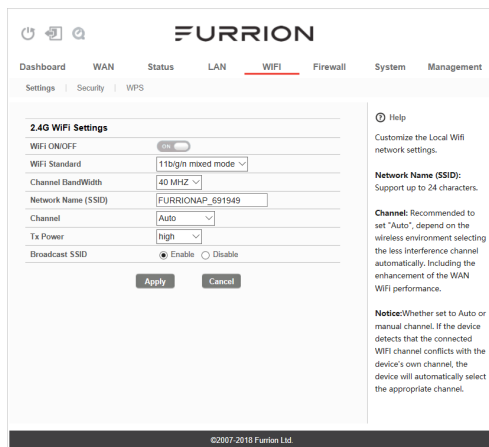 FURRION
Dashboard WAN Status LAN WIFI Firewall System Management
Settings Security WPS
2.4G WiFi Settings
WiFi ON/OFF ON
WiFi Standard 11b/g/n mixed mode
Channel BandWidth 40 MHZ
Network Name (SSID) FURRIONAP_691949
Channel Auto
Tx Power high
Broadcast SSID Enable Disable
Apply Cancel
Help
Customize the Local Wifi
network settings.
Network Name (SSID):
Support up to 24 characters.
Channel: Recommended to
set "Auto", depend on the
wireless environment selecting
the less interference channel
automatically. Including the
enhancement of the WAN
WiFi performance.
Notice:Whether set to Auto or
manual channel. If the device
detects that the connected
WIFI channel conflicts with the
device's own channel, the
device will automatically select
the appropriate channel.
©2007-2018 Furrion Ltd.